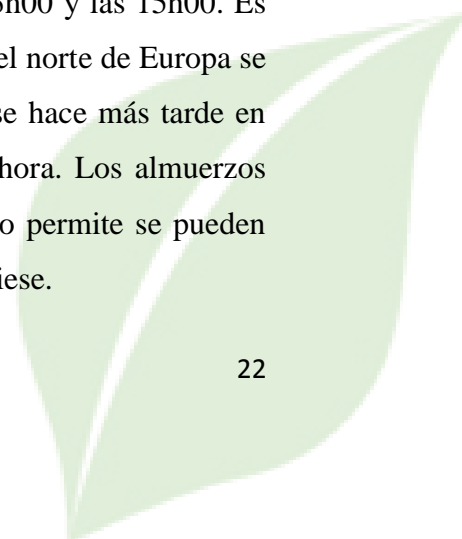 h00 y las 15h00. Es
el norte de Europa se
se hace más tarde en
hora. Los almuerzos
o permite se pueden
iese.
22